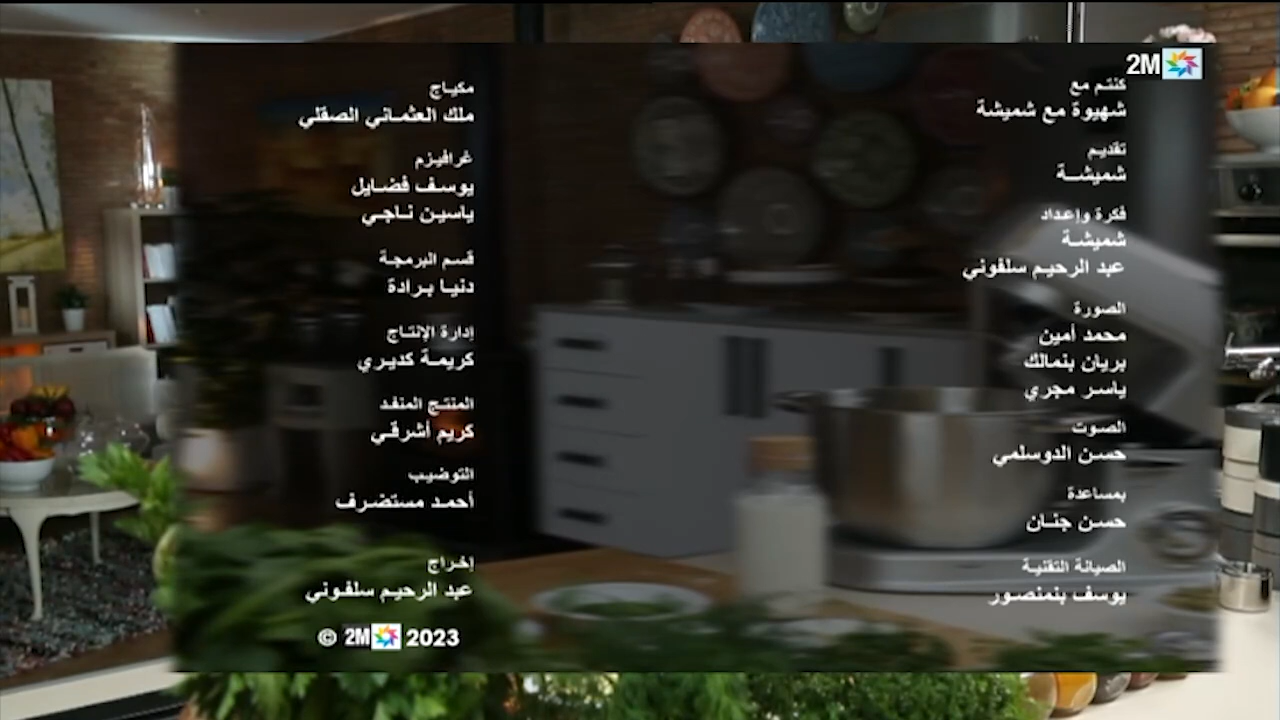 2M
كنتم مع
شهيوة مع شميشة
تقديم
شميشة
فكرة وإعداد
شميشة
عبد الرحيم سلفوني
الصورة
محمد أمين
بريان بنمالك
ياسر مجري
الصوت
حسن الدوسلمي
بمساعدة
حسن جنان
الصيانة التقنية
يوسف بنمنصور
مكياج
ملك العثماني الصقلي
غرافيزم
يوسف فضايل
ياسين ناجي
قسم البرمجة
دنيا برادة
إدارة الإنتاج
كريمة كديري
المنتج المنفد
كريم أشرقي
التوضيب
أحمد مستضرف
إخراج
عبد الرحيم سلفوني
© 2M 2023